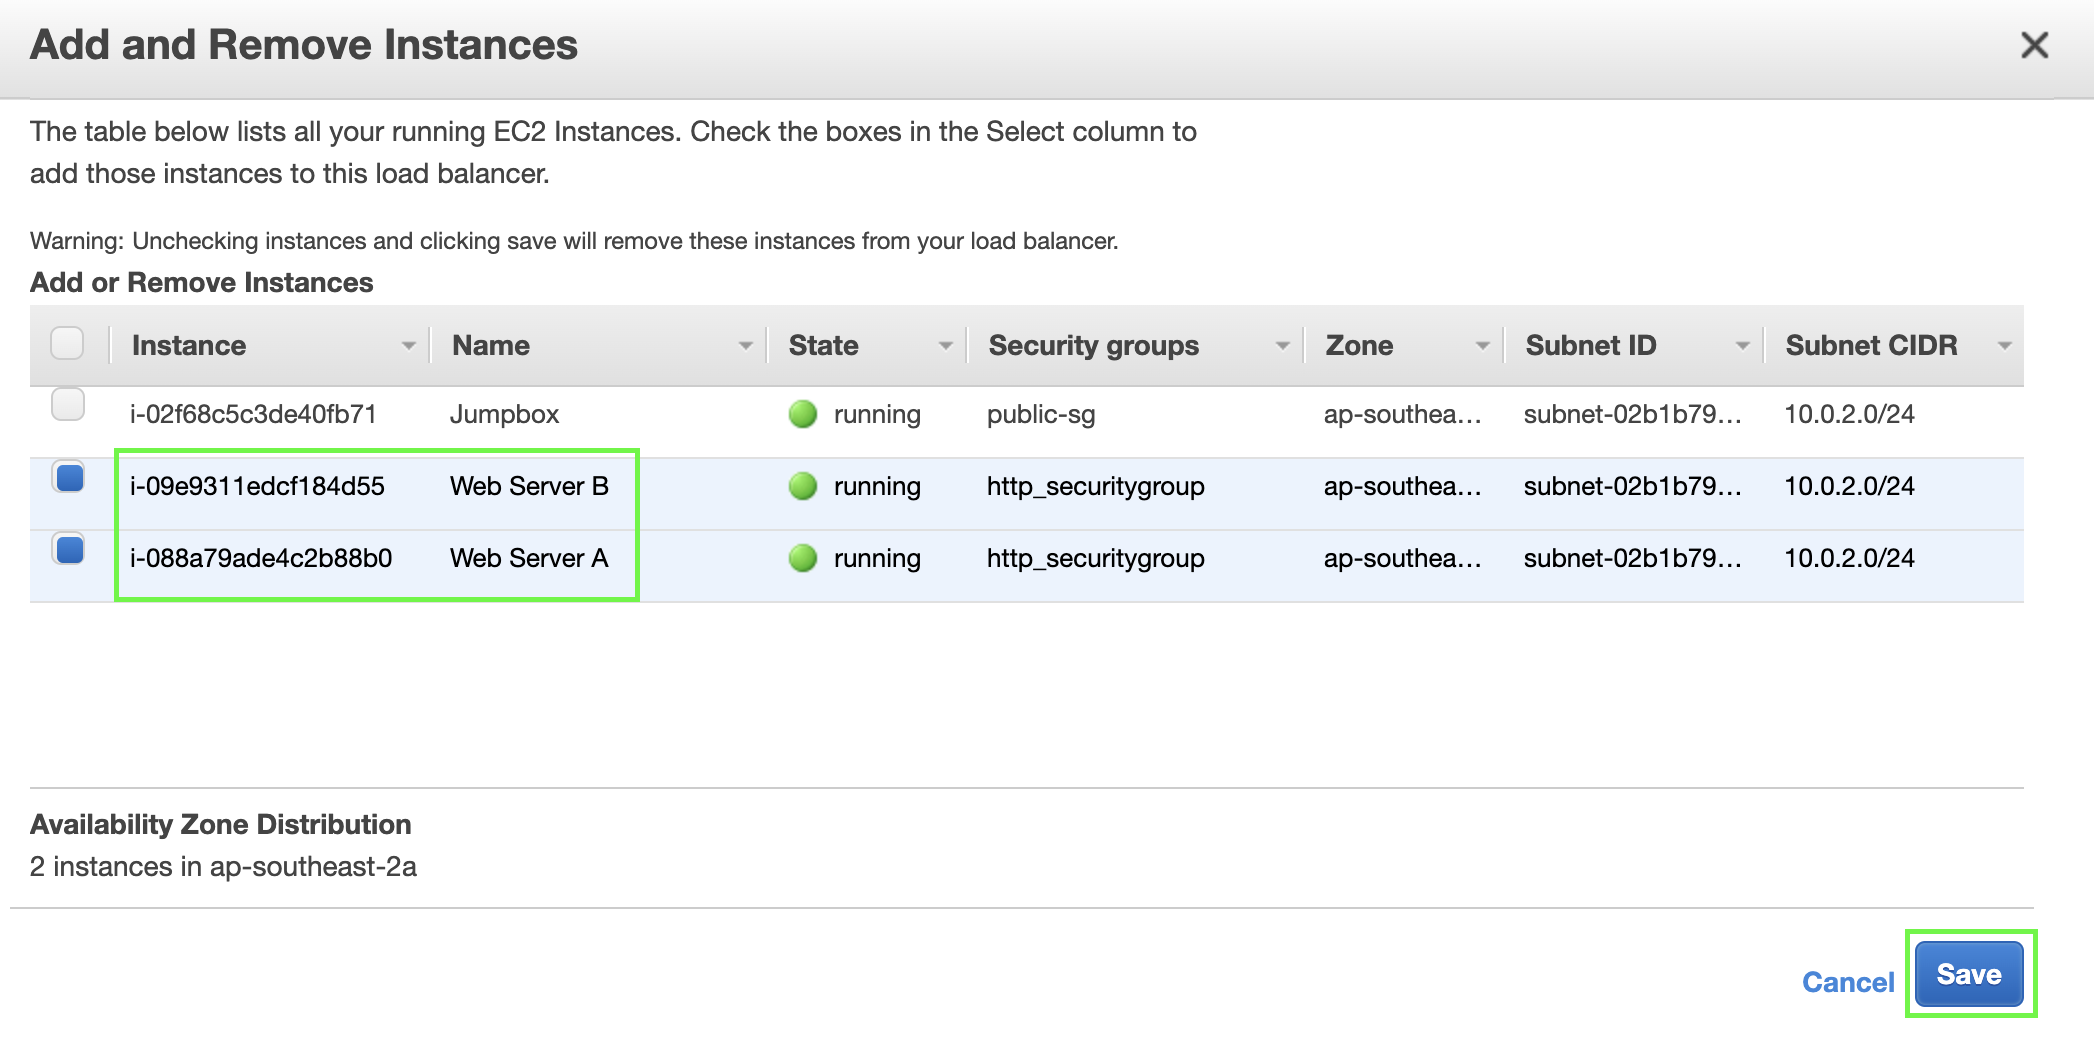 Add and Remove Instances
The table below lists all your running EC2 Instances. Check the boxes in the Select column to
add those instances to this load balancer.
Warning: Unchecking instances and clicking save will remove these instances from your load balancer.
Add or Remove Instances
Instance Name State Security groups Zone Subnet ID Subnet CIDR
i-02f68c5c3de40fb71 Jumpbox running public-sg ap-southea... subnet-02b1b79... 10.0.2.0/24
i-09e9311edcf184d55 Web Server B running http_securitygroup ap-southea... subnet-02b1b79... 10.0.2.0/24
i-088a79ade4c2b88b0 Web Server A running http_securitygroup ap-southea... subnet-02b1b79... 10.0.2.0/24
Availability Zone Distribution
2 instances in ap-southeast-2a
Cancel Save